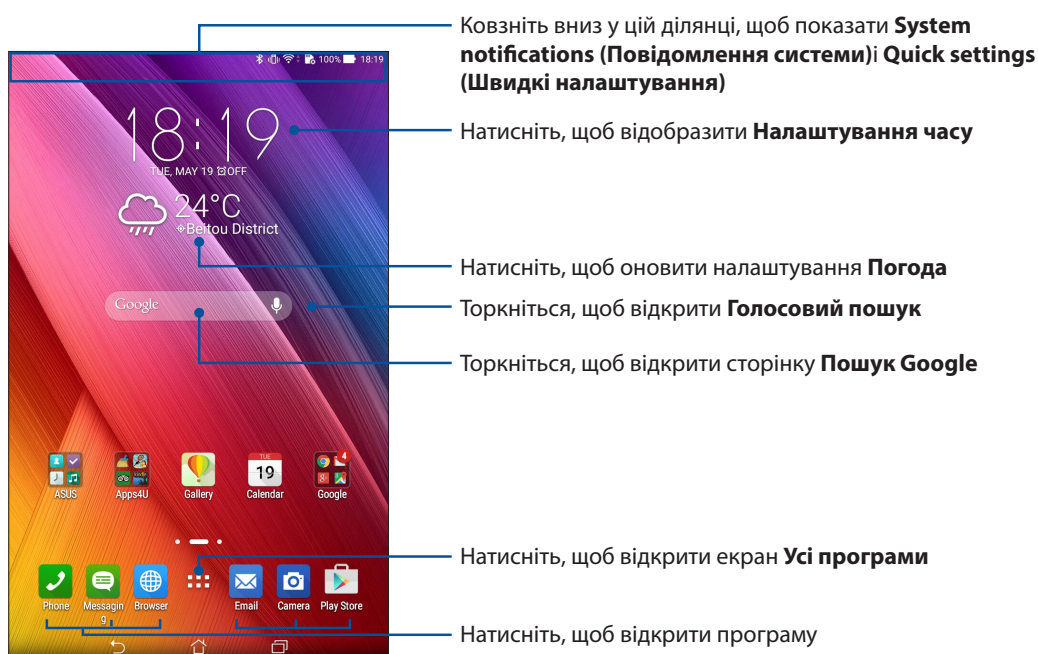 Ковзніть вниз у цій ділянці, щоб показати System
notifications (Повідомлення системи)і Quick settings
(Швидкі налаштування)
100% 18:19
18:19
Натисніть, щоб відобразити Налаштування часу
TUE, MAY 19 OFF
24°C
Beitou District
Натисніть, щоб оновити налаштування Погода
Google
Торкніться, щоб відкрити Голосовий пошук
Торкніться, щоб відкрити сторінку Пошук Google
4
TUE
19
kindle
ASUS Apps4U Gallery Calendar Google
Натисніть, щоб відкрити екран Усі програми
Phone Messagin Browser Email Camera Play Store
g
Натисніть, щоб відкрити програму